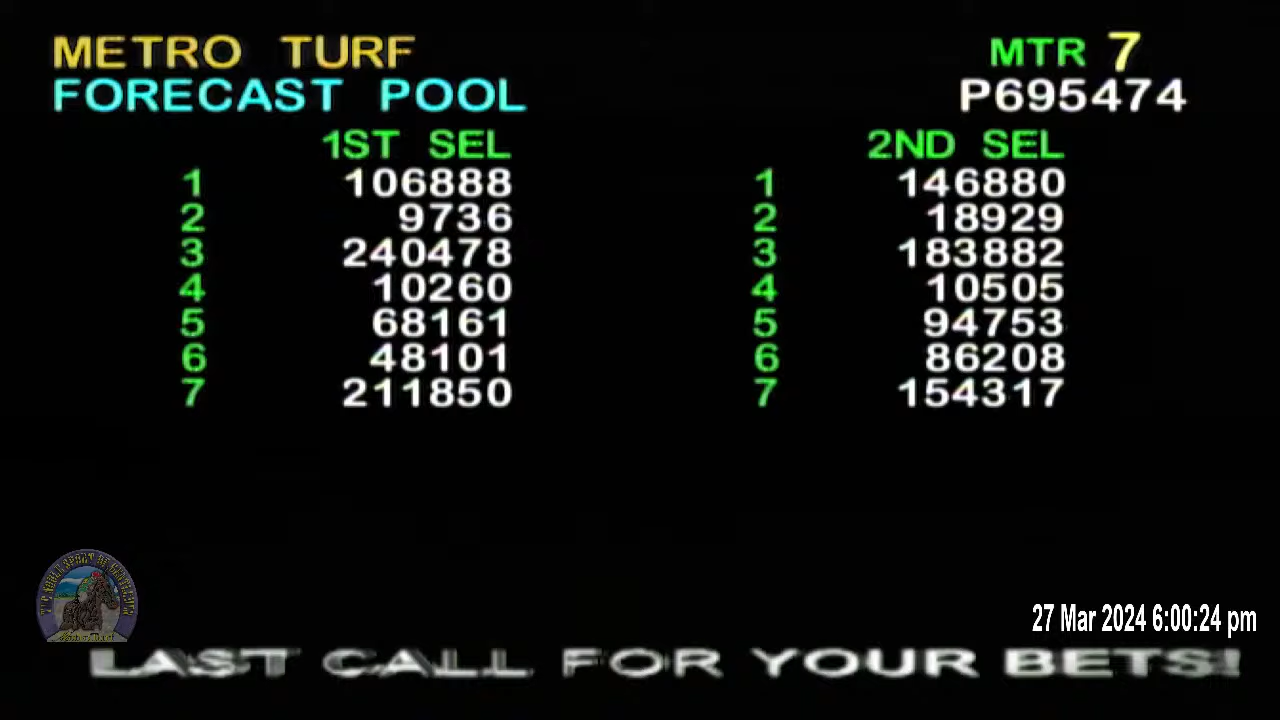 METRO TURF MTR 7
FORECAST POOL P695474
1ST SEL 2ND SEL
1 106888 1 146880
2 9736 2 18929
3 240478 3 183882
4 10260 4 10505
5 68161 5 94753
6 48101 6 86208
7 211850 7 154317
27 Mar 2024 6:00:24 pm
LAST CALL FOR YOUR BETS!